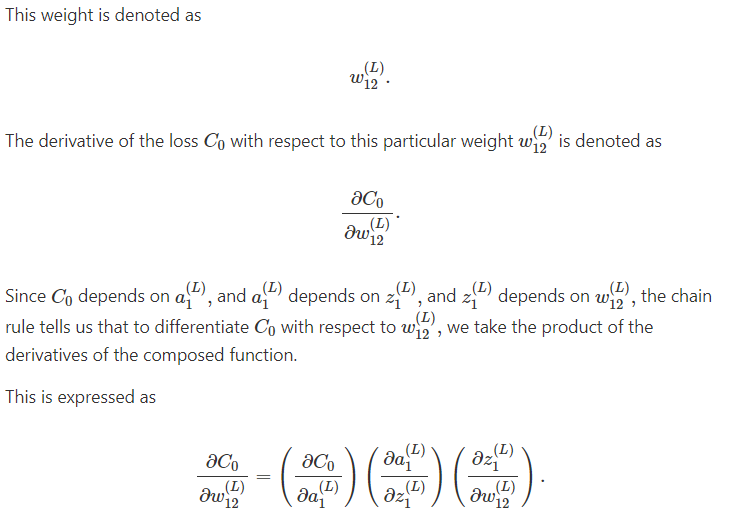 This weight is denoted as
$w_{12}^{(L)}.$
The derivative of the loss $C_0$ with respect to this particular weight $w_{12}^{(L)}$ is denoted as
$\frac{\partial C_0}{\partial w_{12}^{(L)}}.$
Since $C_0$ depends on $a_1^{(L)}$, and $a_1^{(L)}$ depends on $z_1^{(L)}$, and $z_1^{(L)}$ depends on $w_{12}^{(L)}$, the chain
rule tells us that to differentiate $C_0$ with respect to $w_{12}^{(L)}$, we take the product of the
derivatives of the composed function.
This is expressed as
$\frac{\partial C_0}{\partial w_{12}^{(L)}} = \left( \frac{\partial C_0}{\partial a_1^{(L)}} \right) \left( \frac{\partial a_1^{(L)}}{\partial z_1^{(L)}} \right) \left( \frac{\partial z_1^{(L)}}{\partial w_{12}^{(L)}} \right).$